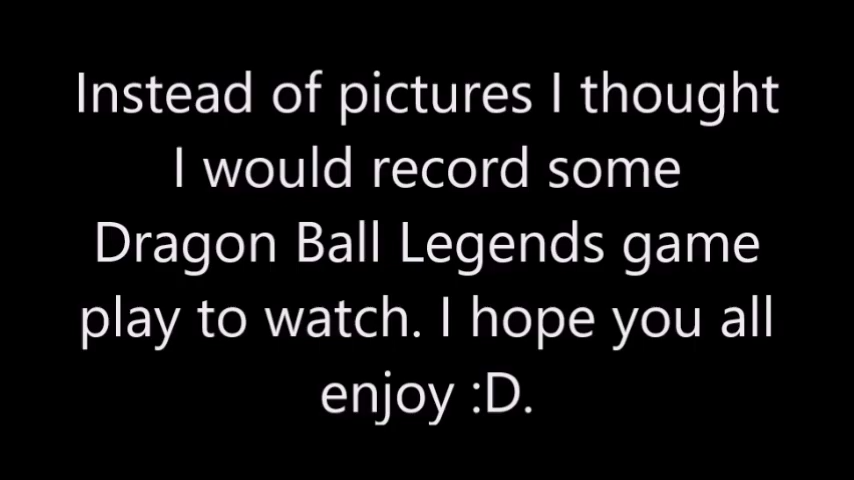 Instead of pictures I thought
I would record some
Dragon Ball Legends game
play to watch. I hope you all
enjoy :D.